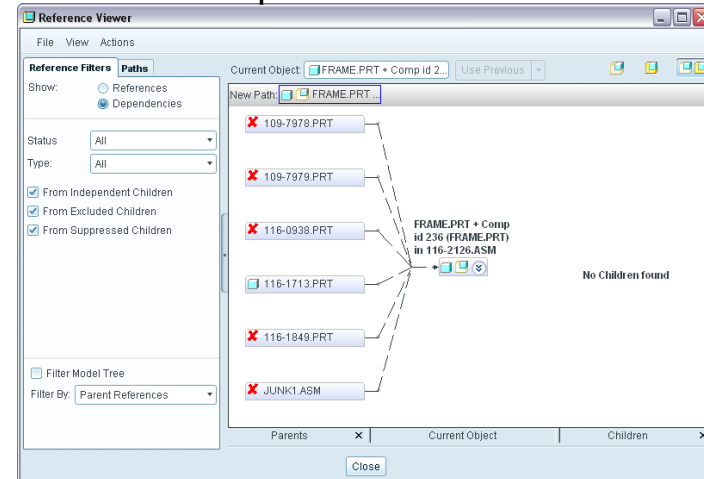 Reference Viewer
File View Actions
Reference Filters Paths
Show: References
Dependencies
Status All
Type: All
From Independent Children
From Excluded Children
From Suppressed Children
Filter Model Tree
Filter By: Parent References
Current Object: FRAME.PRT + Comp id 2... Use Previous
New Path: FRAME.PRT ...
109-7978.PRT
109-7979.PRT
116-0938.PRT
116-1713.PRT
116-1849.PRT
JUNK1.ASM
FRAME.PRT + Comp
id 236 (FRAME.PRT)
in 116-2126.ASM
No Children found
Parents Current Object Children
Close